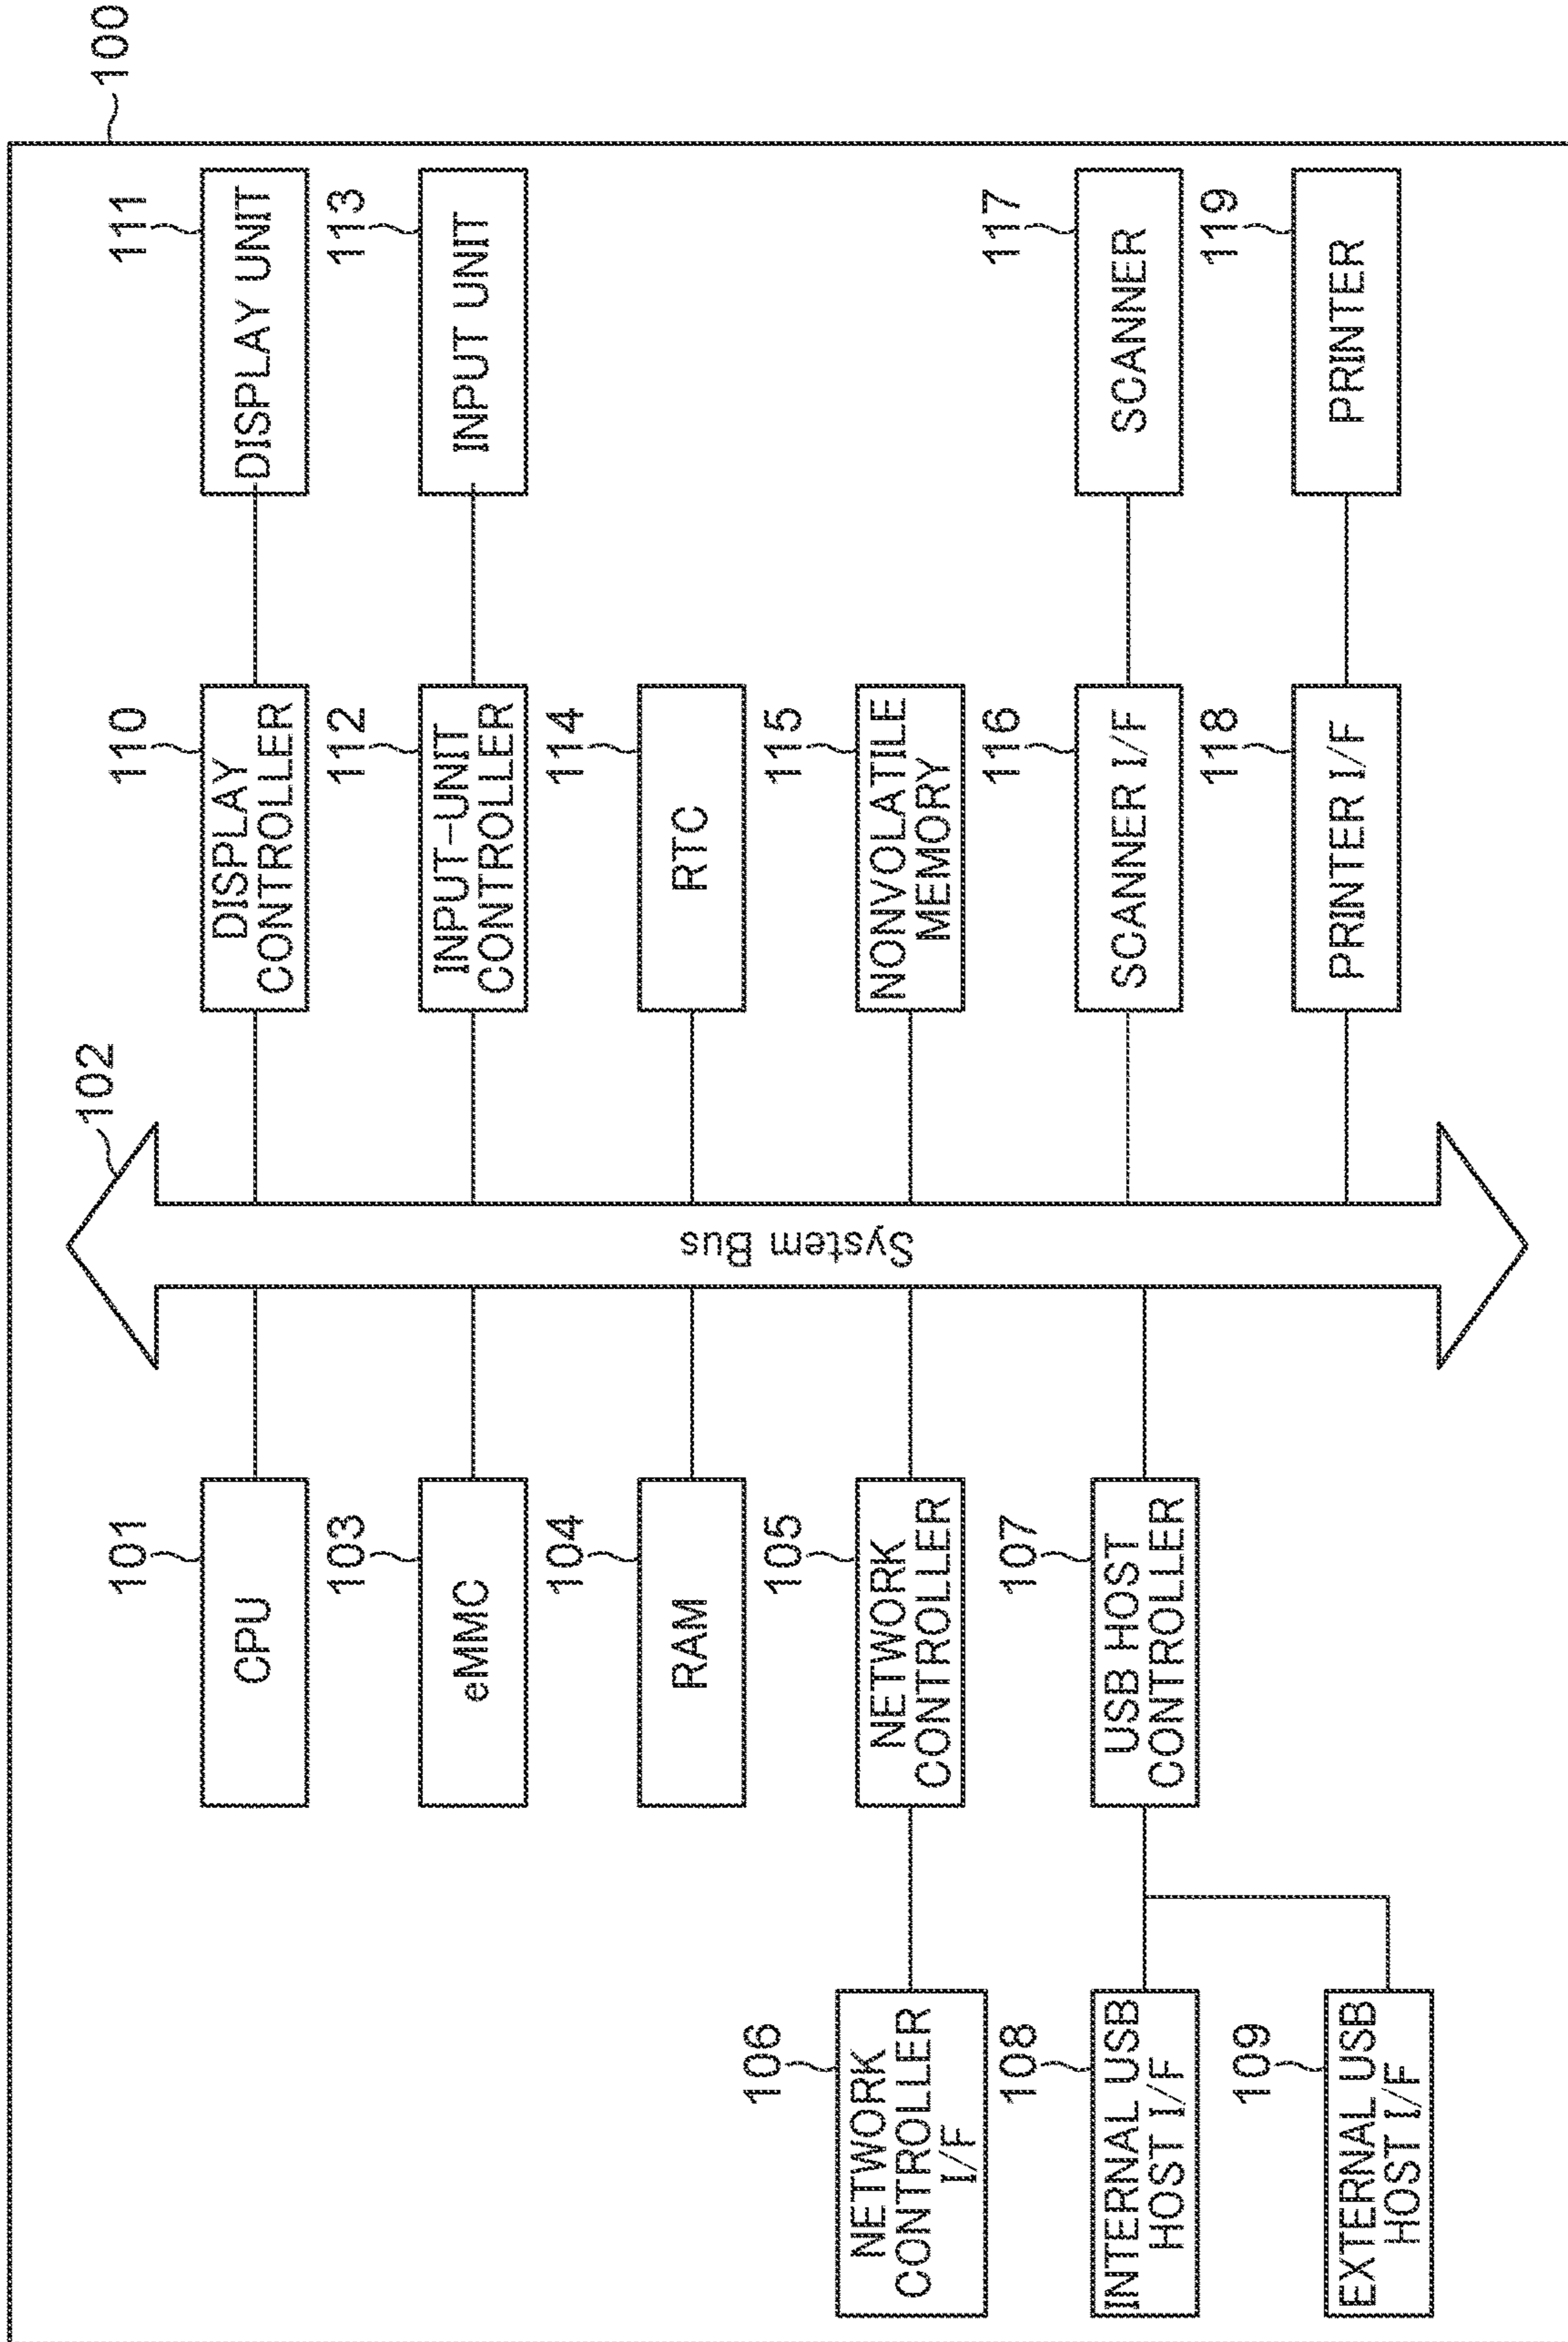 100
102
101
CPU
103
eMMC
104
RAM
105
NETWORK
CONTROLLER
106
NETWORK
CONTROLLER
I/F
107
USB HOST
CONTROLLER
108
INTERNAL USB
HOST I/F
109
EXTERNAL USB
HOST I/F
System Bus
110
DISPLAY
CONTROLLER
111
DISPLAY UNIT
112
INPUT-UNIT
CONTROLLER
113
INPUT UNIT
114
RTC
115
NONVOLATILE
MEMORY
116
SCANNER I/F
117
SCANNER
118
PRINTER I/F
119
PRINTER